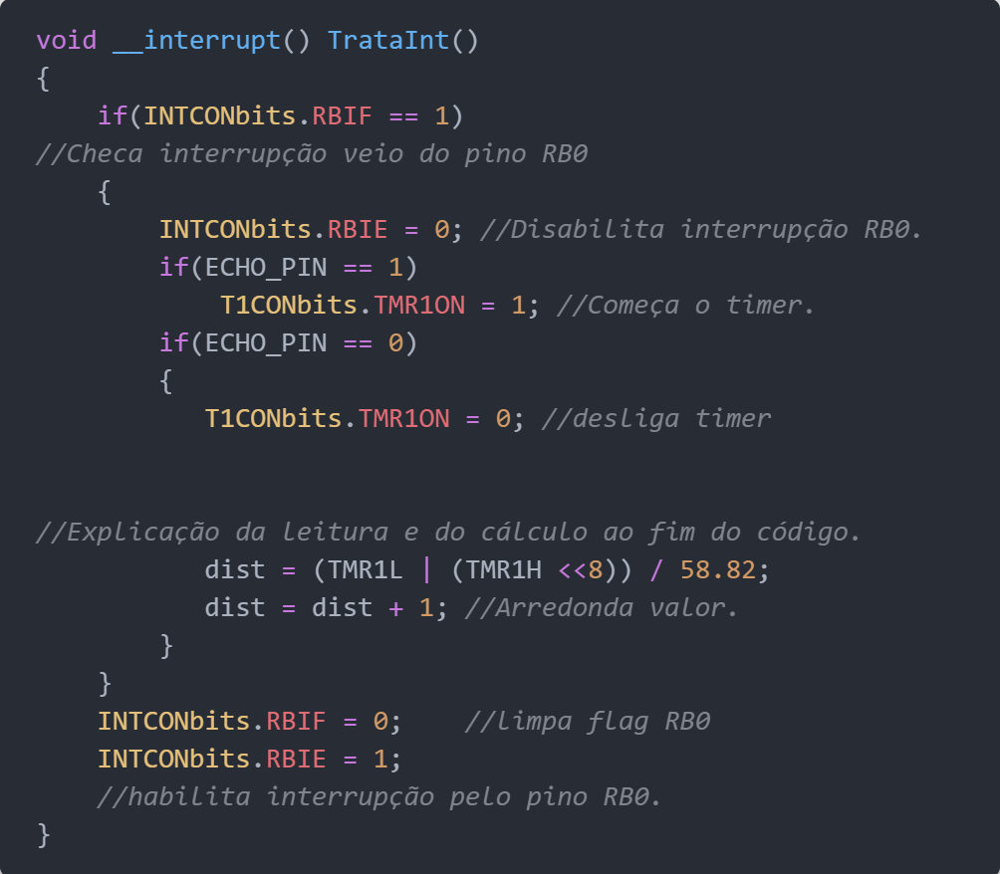 void __interrupt() TrataInt()
{
    if(INTCONbits.RBIF == 1)
//Checa interrupção veio do pino RB0
    {
        INTCONbits.RBIE = 0; //Disabilita interrupção RB0.
        if(ECHO_PIN == 1)
            T1CONbits.TMR1ON = 1; //Começa o timer.
        if(ECHO_PIN == 0)
        {
           T1CONbits.TMR1ON = 0; //desliga timer
//Explicação da leitura e do cálculo ao fim do código.
           dist = (TMR1L | (TMR1H <<8)) / 58.82;
           dist = dist + 1; //Arredonda valor.
        }
    }
    INTCONbits.RBIF = 0;    //limpa flag RB0
    INTCONbits.RBIE = 1;
    //habilita interrupção pelo pino RB0.
}